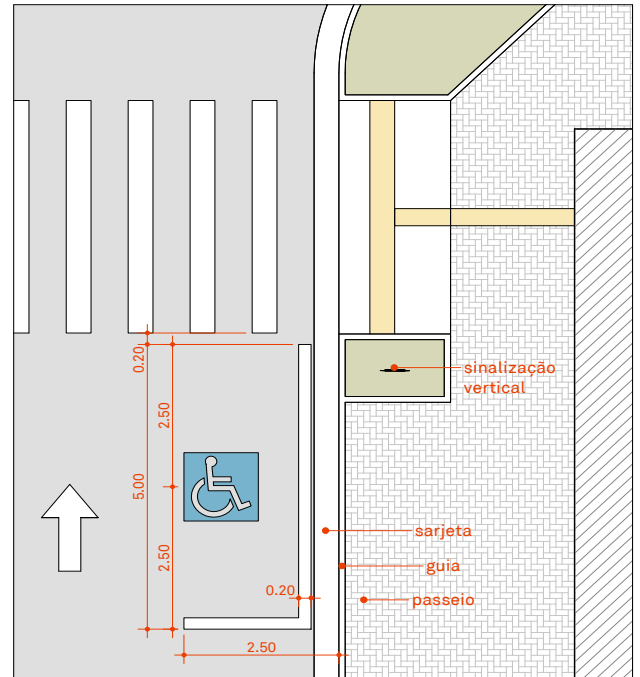 0.20
2.50
sinalização
vertical
5.00
2.50
sarjeta
guia
0.20
passeio
2.50